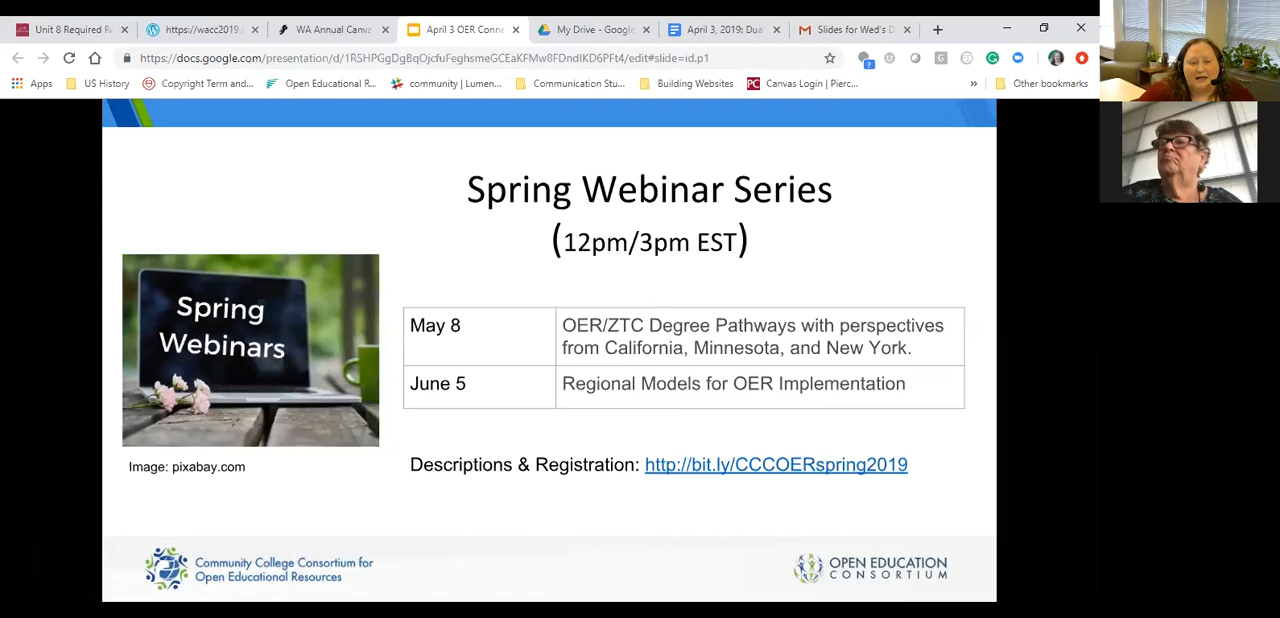 Unit 8 Required R
https://wacc2019
WA Annual Canv
April 3 OER Conne
My Drive - Google
April 3, 2019: Dua
Slides for Wed's D
https://docs.google.com/presentation/d/
edit#slide=id.p1
Apps
US History
Copyright Term and...
Open Educational R...
community | Lumen...
Communication Stu...
Building Websites
Canvas Login | Pierc...
»
Other bookmarks
Spring Webinar Series
(12pm/3pm EST)
Spring
Webinars
May 8
OER/ZTC Degree Pathways with perspectives
from California, Minnesota, and New York.
June 5
Regional Models for OER Implementation
Image: pixabay.com
Descriptions & Registration: http://bit.ly/CCCOERspring2019
Community College Consortium for
Open Educational Resources
OPEN EDUCATION
CONSORTIUM